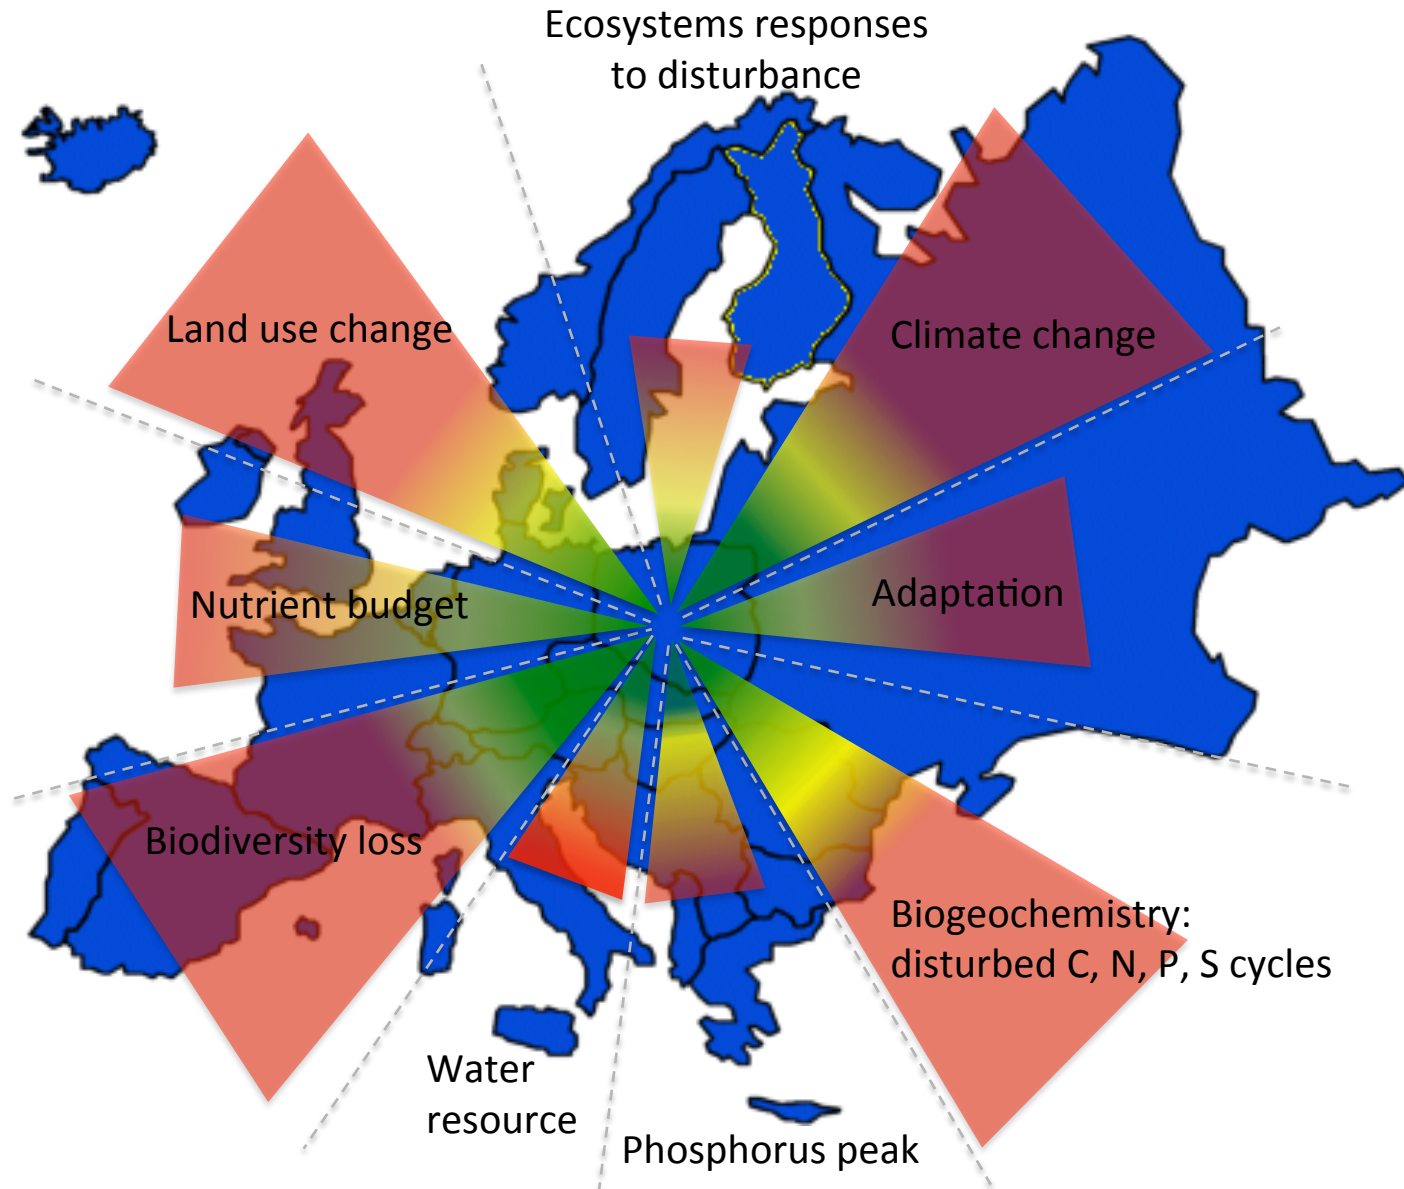 Ecosystems responses
to disturbance
Land use change
Climate change
Nutrient budget
Adaptation
Biodiversity loss
Biogeochemistry:
disturbed C, N, P, S cycles
Water
resource
Phosphorus peak